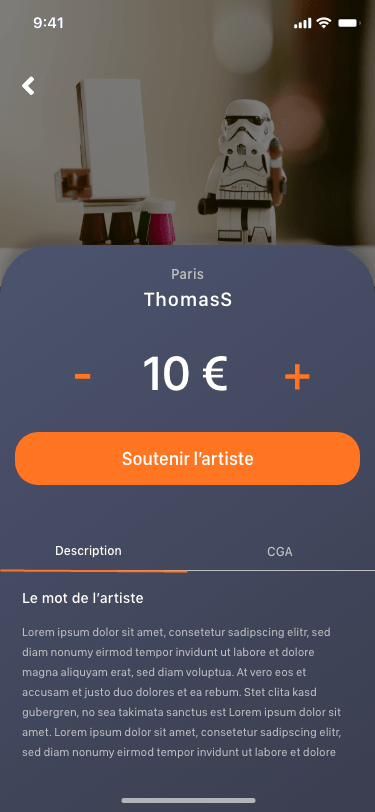 9:41
Paris
ThomasS
- 10 € +
Soutenir l'artiste
Description CGA
Le mot de l'artiste
Lorem ipsum dolor sit amet, consetetur sadipscing elitr, sed
diam nonumy eirmod tempor invidunt ut labore et dolore
magna aliquyam erat, sed diam voluptua. At vero eos et
accusam et justo duo dolores et ea rebum. Stet clita kasd
gubergren, no sea takimata sanctus est Lorem ipsum dolor sit
amet. Lorem ipsum dolor sit amet, consetetur sadipscing elitr,
sed diam nonumy eirmod tempor invidunt ut labore et dolore